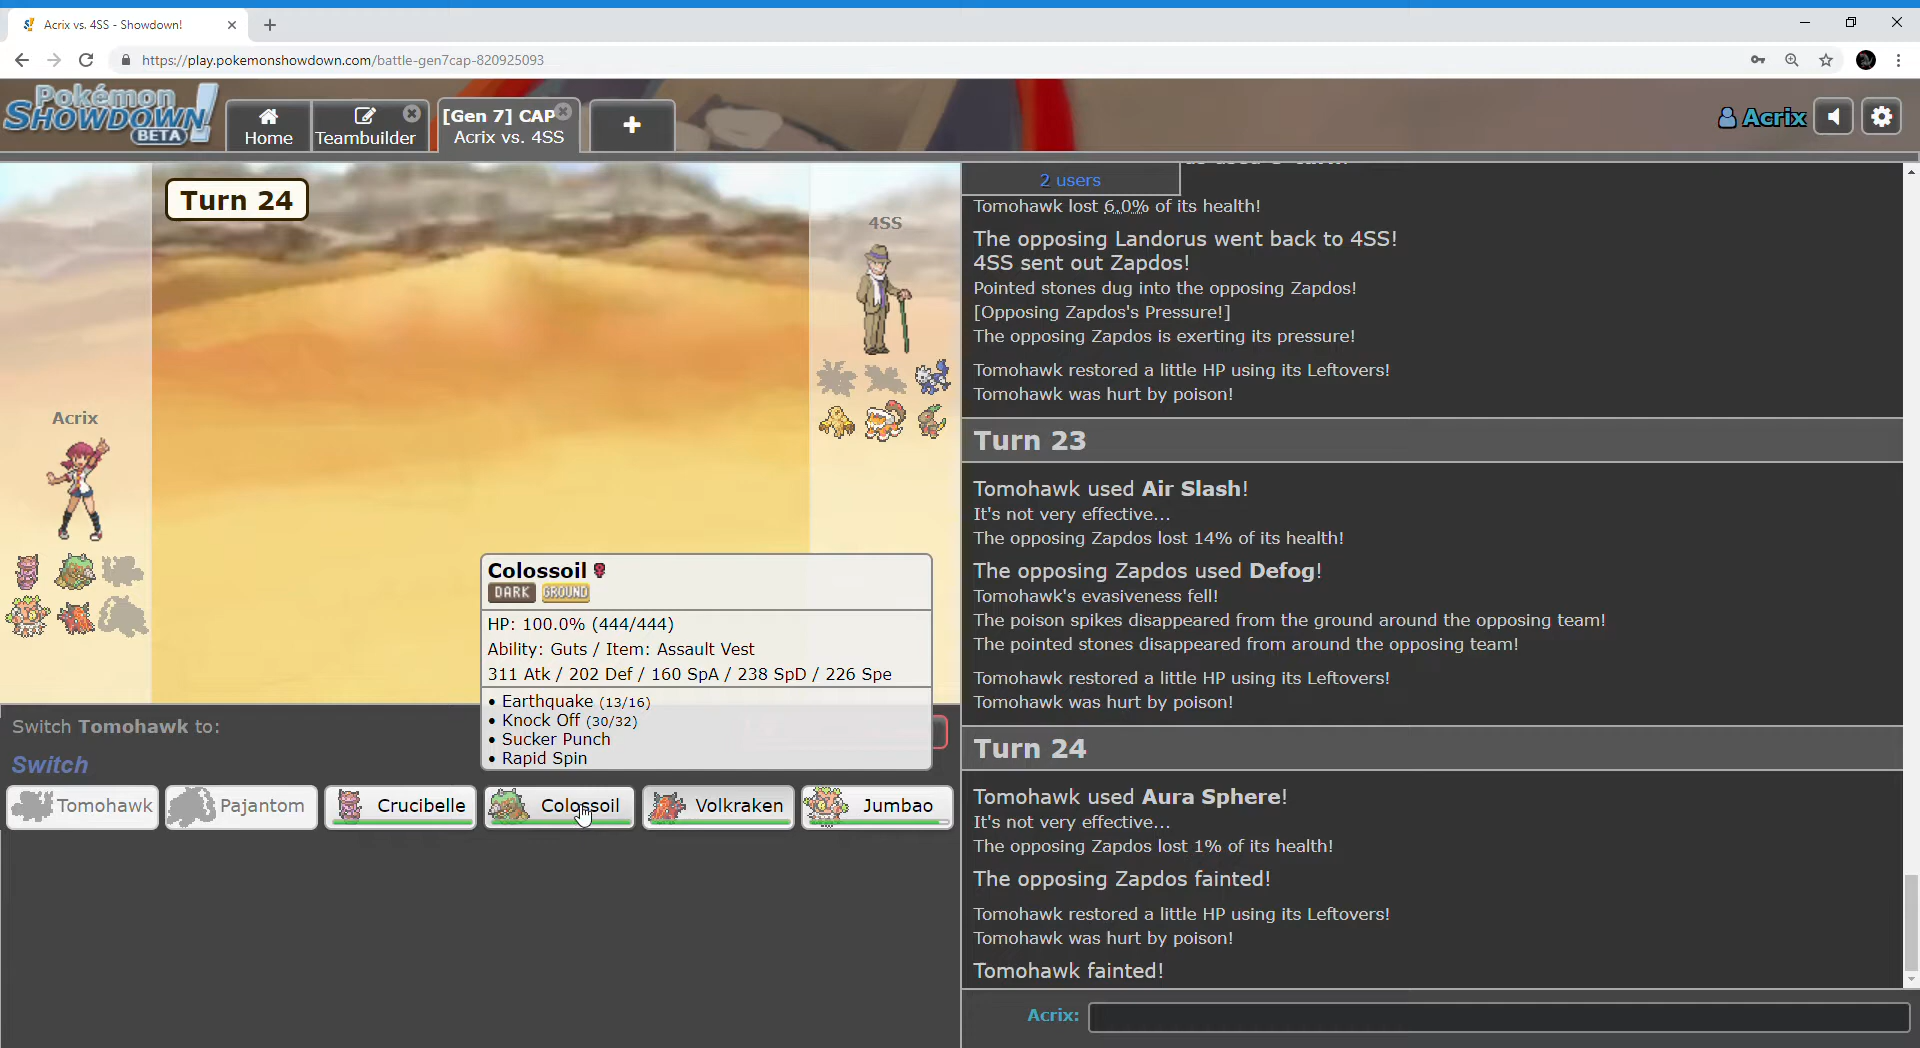 Acrix vs. 4SS - Showdown!
https://play.pokemonshowdown.com/battle-gen7cap-820925093
Pokémon
SHOWDOWN!
BETA
Home
Teambuilder
[Gen 7] CAP
Acrix vs. 4SS
Acrix
Turn 24
4SS
Acrix
Colossoil
DARK GROUND
HP: 100.0% (444/444)
Ability: Guts / Item: Assault Vest
311 Atk / 202 Def / 160 SpA / 238 SpD / 226 Spe
• Earthquake (13/16)
• Knock Off (30/32)
• Sucker Punch
• Rapid Spin
Switch Tomohawk to:
Switch
Tomohawk
Pajantom
Crucibelle
Colossoil
Volkraken
Jumbao
2 users
Tomohawk lost 6.0% of its health!
The opposing Landorus went back to 4SS!
4SS sent out Zapdos!
Pointed stones dug into the opposing Zapdos!
[Opposing Zapdos's Pressure!]
The opposing Zapdos is exerting its pressure!
Tomohawk restored a little HP using its Leftovers!
Tomohawk was hurt by poison!
Turn 23
Tomohawk used Air Slash!
It's not very effective...
The opposing Zapdos lost 14% of its health!
The opposing Zapdos used Defog!
Tomohawk's evasiveness fell!
The poison spikes disappeared from the ground around the opposing team!
The pointed stones disappeared from around the opposing team!
Tomohawk restored a little HP using its Leftovers!
Tomohawk was hurt by poison!
Turn 24
Tomohawk used Aura Sphere!
It's not very effective...
The opposing Zapdos lost 1% of its health!
The opposing Zapdos fainted!
Tomohawk restored a little HP using its Leftovers!
Tomohawk was hurt by poison!
Tomohawk fainted!
Acrix: